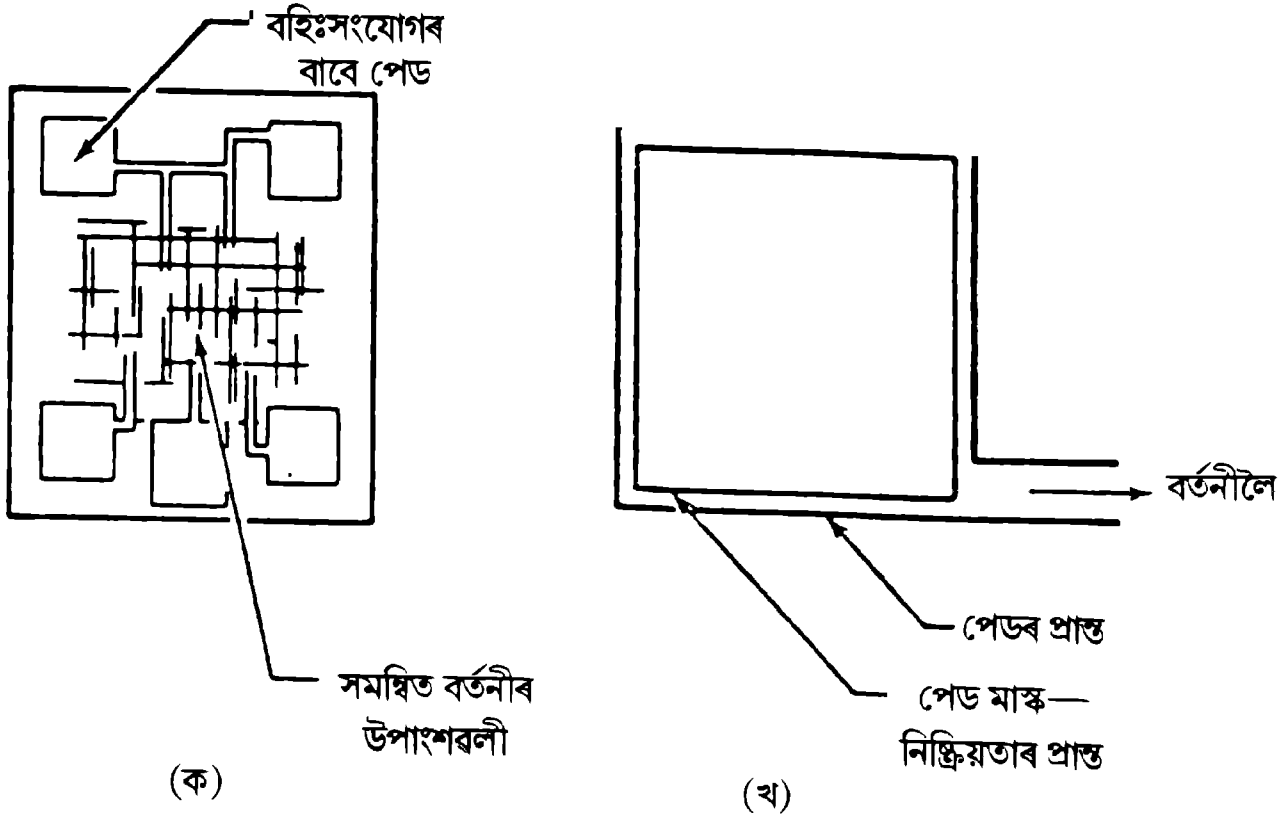 বহিঃসংযোগৰ
বাবে পেড
সমন্বিত বৰ্তনীৰ
উপাংশৱলী
(ক)
বৰ্তনীলৈ
পেডৰ প্ৰান্ত
পেড মাস্ক—
নিষ্ক্ৰিয়তাৰ প্ৰান্ত
(খ)